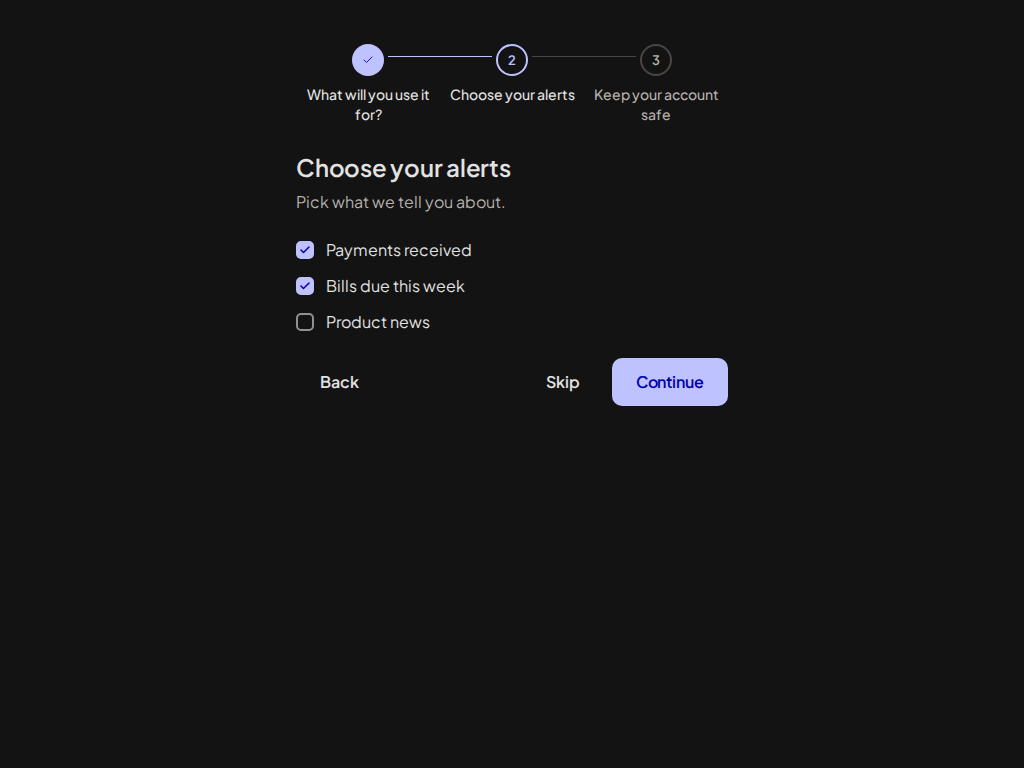 2
3
What will you use it
for?
Choose your alerts
Keep your account
safe
Choose your alerts
Pick what we tell you about.
Payments received
Bills due this week
Product news
Back
Skip
Continue